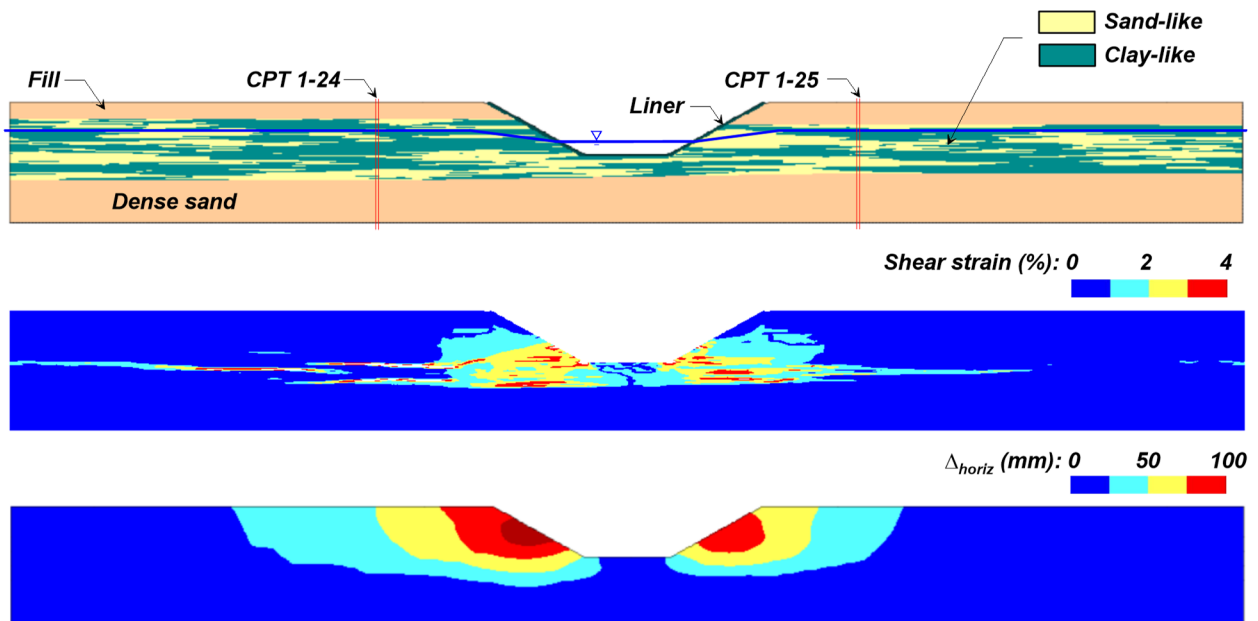 Sand-like
Clay-like
Fill
CPT 1-24
CPT 1-25
Liner
Dense sand
Shear strain (%): 0 2 4
Δhoriz (mm): 0 50 100